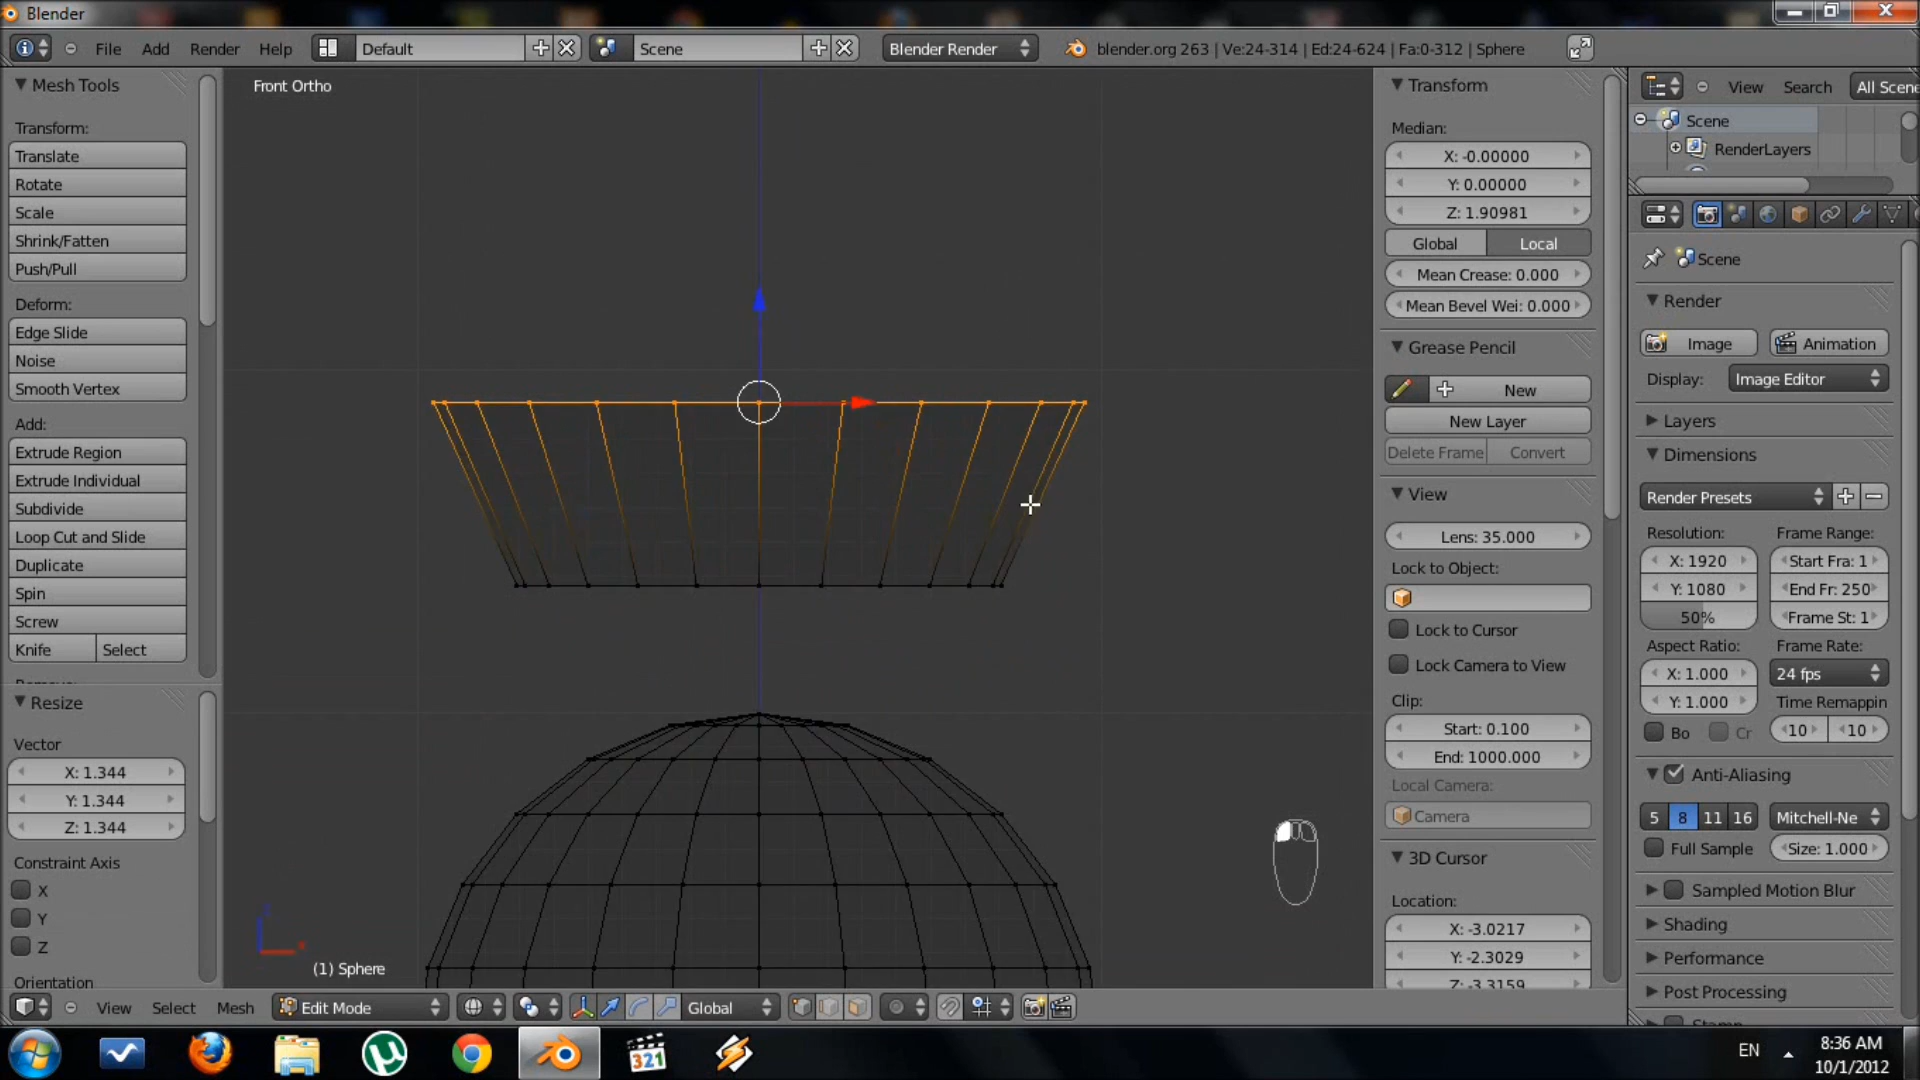 Blender
File Add Render Help Default Scene Blender Render blender.org 263 | Ve:24-314 | Ed:24-624 | Fa:0-312 | Sphere
Mesh Tools
Transform:
Translate
Rotate
Scale
Shrink/Fatten
Push/Pull
Deform:
Edge Slide
Noise
Smooth Vertex
Add:
Extrude Region
Extrude Individual
Subdivide
Loop Cut and Slide
Duplicate
Spin
Screw
Knife Select
Resize
Vector
X: 1.344
Y: 1.344
Z: 1.344
Constraint Axis
X
Y
Z
Orientation
Front Ortho
(1) Sphere
View Select Mesh Edit Mode Global
Transform
Median:
X: -0.00000
Y: 0.00000
Z: 1.90981
Global Local
Mean Crease: 0.000
Mean Bevel Wei: 0.000
Grease Pencil
New
New Layer
Delete Frame Convert
View
Lens: 35.000
Lock to Object:
Lock to Cursor
Lock Camera to View
Clip:
Start: 0.100
End: 1000.000
Local Camera:
Camera
3D Cursor
Location:
X: -3.0217
Y: -2.3029
Z: -3.3159
View Search All Scene
Scene
RenderLayers
Scene
Render
Image Animation
Display: Image Editor
Layers
Dimensions
Render Presets
Resolution: Frame Range:
X: 1920 Start Fra: 1
Y: 1080 End Fr: 250
50% Frame St: 1
Aspect Ratio: Frame Rate:
X: 1.000 24 fps
Y: 1.000 Time Remappin
Bo Cr 10 10
Anti-Aliasing
5 8 11 16 Mitchell-Ne
Full Sample Size: 1.000
Sampled Motion Blur
Shading
Performance
Post Processing
321
EN 8:36 AM
10/1/2012